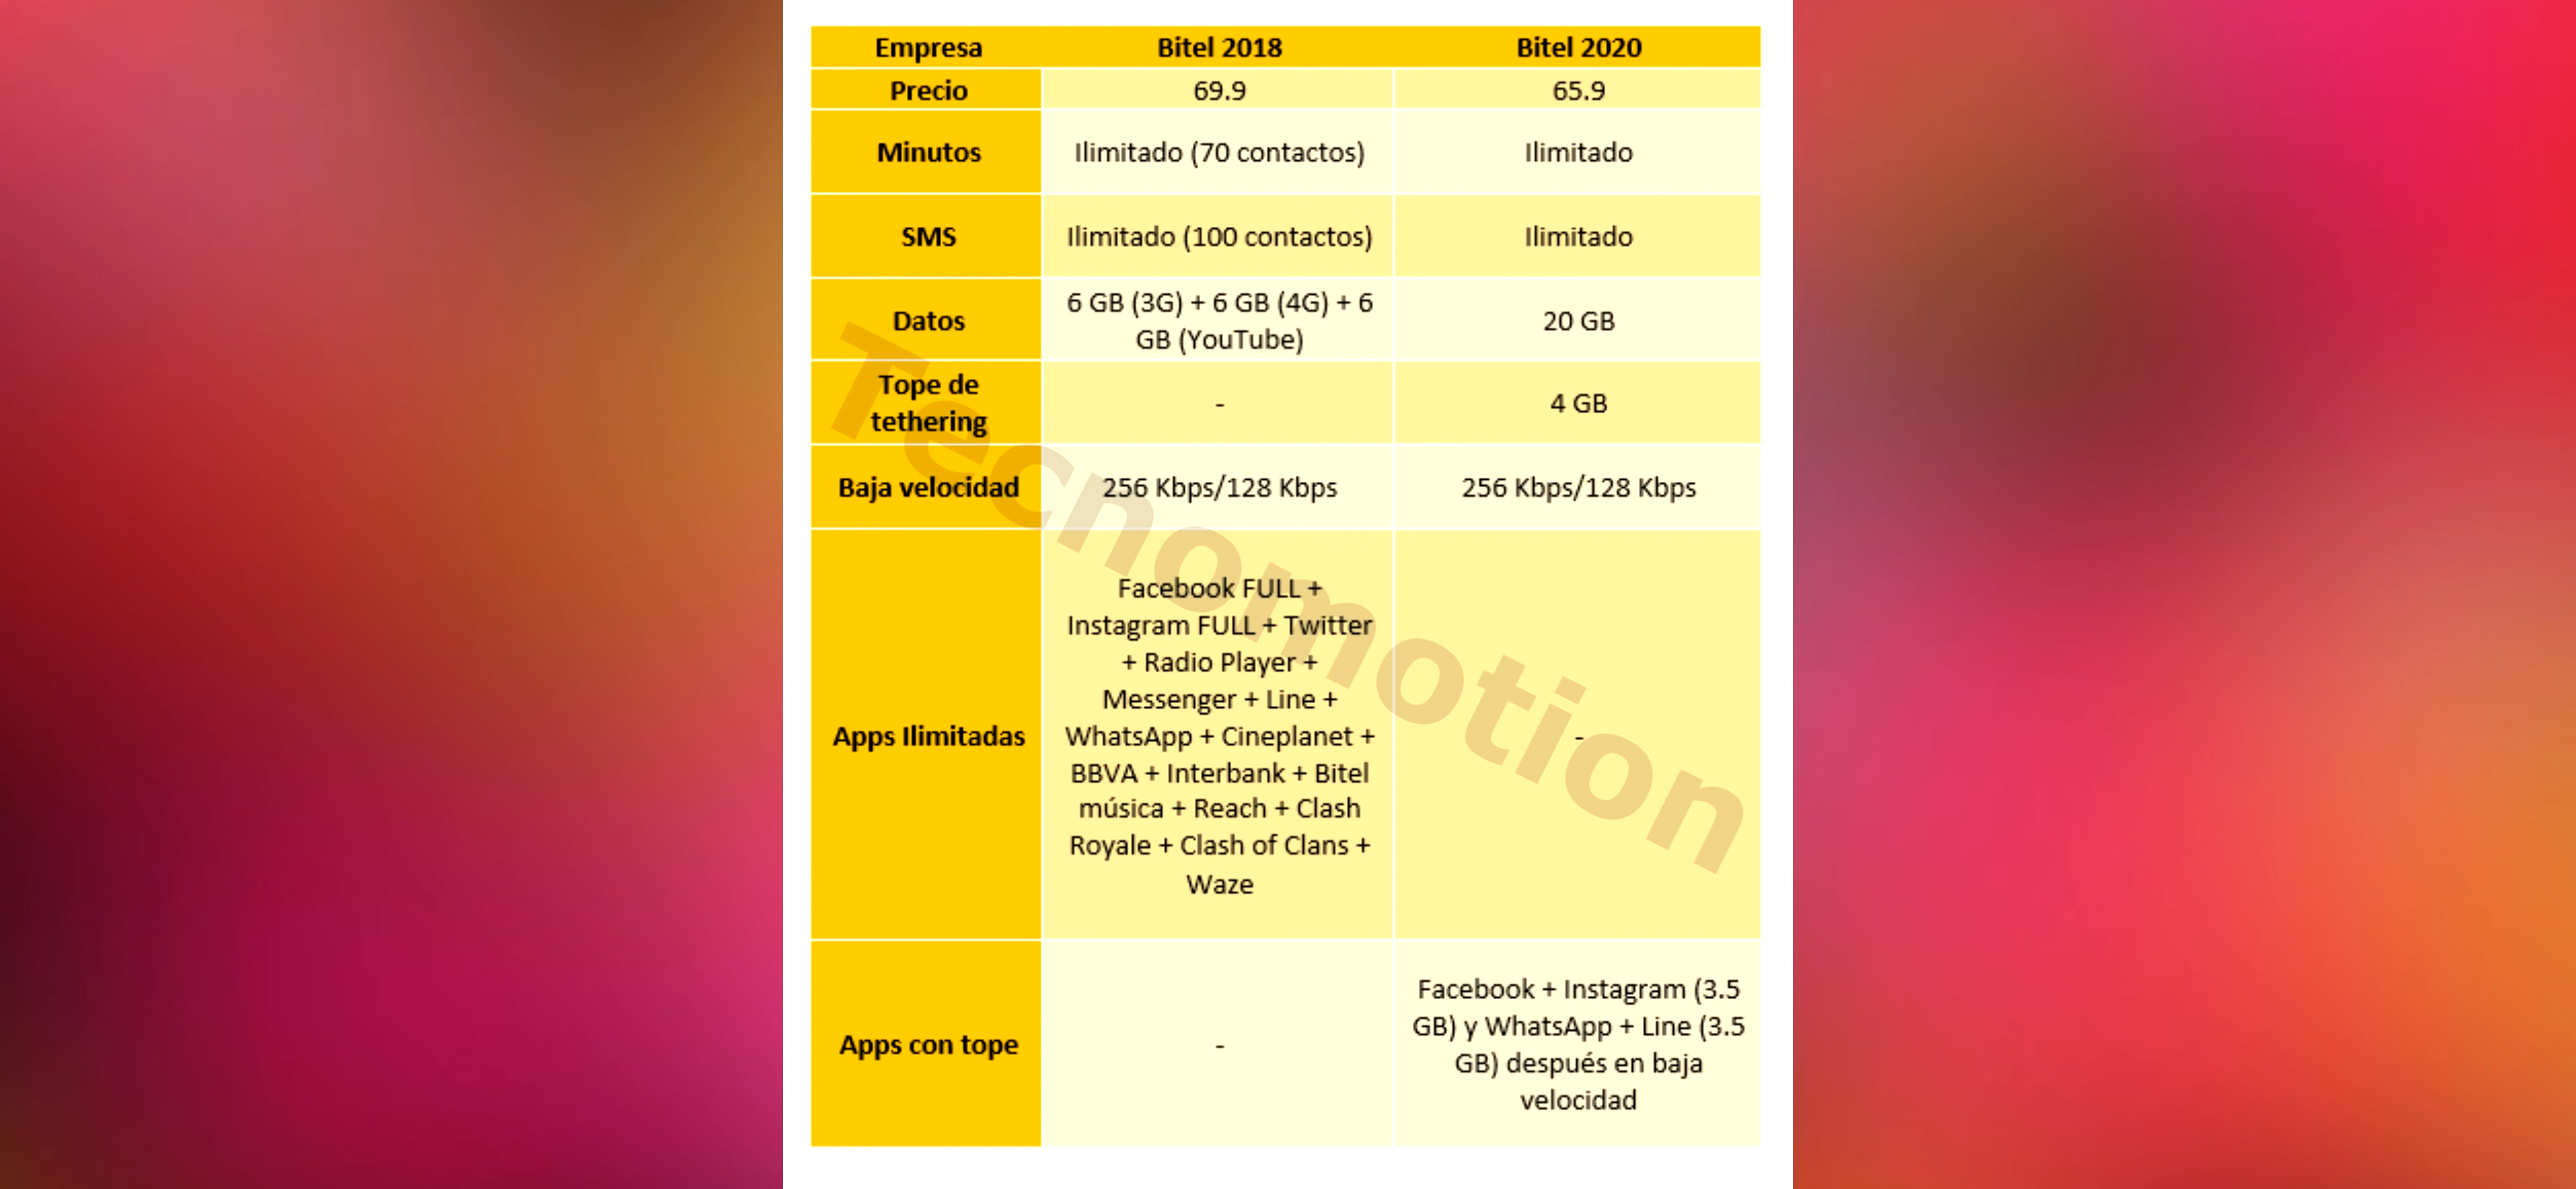 Empresa Bitel 2018 Bitel 2020
Precio 69.9 65.9
Minutos Ilimitado (70 contactos) Ilimitado
SMS Ilimitado (100 contactos) Ilimitado
Datos
6 GB (3G) + 6 GB (4G) + 6
GB (YouTube)
20 GB
Tope de
tethering
-
4 GB
Baja velocidad 256 Kbps/128 Kbps 256 Kbps/128 Kbps
Apps Ilimitadas
Facebook FULL +
Instagram FULL + Twitter
+ Radio Player +
Messenger + Line +
WhatsApp + Cineplanet +
BBVA + Interbank + Bitel
música + Reach + Clash
Royale + Clash of Clans +
Waze
-
Apps con tope
-
Facebook + Instagram (3.5
GB) y WhatsApp + Line (3.5
GB) después en baja
velocidad
Tecnomotion